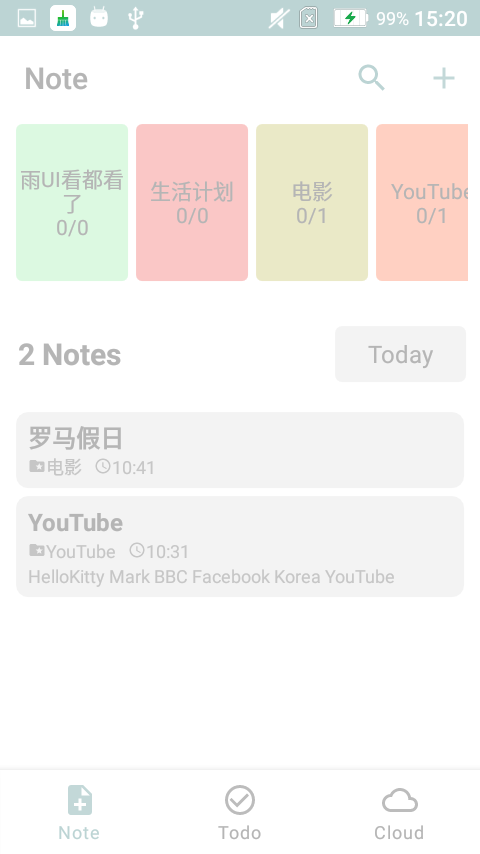 99% 15:20
Note
雨UI看都看
了
0/0
生活计划
0/0
电影
0/1
YouTube
0/1
2 Notes
Today
罗马假日
电影 10:41
YouTube
YouTube 10:31
HelloKitty Mark BBC Facebook Korea YouTube
Note Todo Cloud